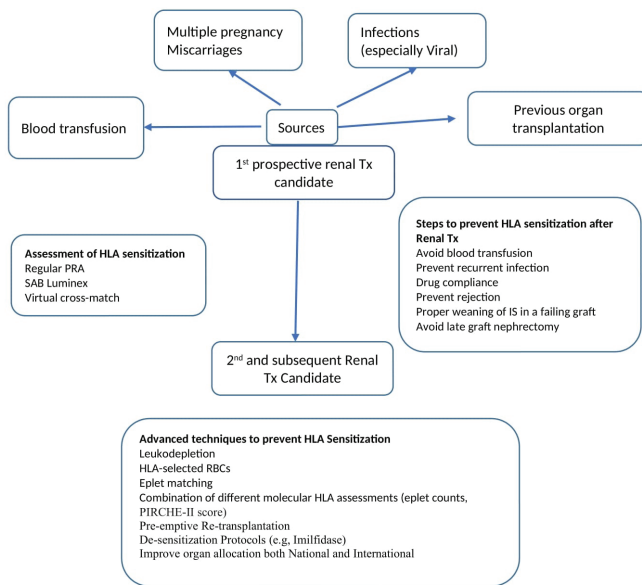 Multiple pregnancy
Miscarriages
Infections
(especially Viral)
Blood transfusion
Sources
Previous organ
transplantation
1st prospective renal Tx
candidate
Assessment of HLA sensitization
Regular PRA
SAB Luminex
Virtual cross-match
Steps to prevent HLA sensitization after
Renal Tx
Avoid blood transfusion
Prevent recurrent infection
Drug compliance
Prevent rejection
Proper weaning of IS in a failing graft
Avoid late graft nephrectomy
2nd and subsequent Renal
Tx Candidate
Advanced techniques to prevent HLA Sensitization
Leukodepletion
HLA-selected RBCs
Eplet matching
Combination of different molecular HLA assessments (eplet counts,
PIRCHE-II score)
Pre-emptive Re-transplantation
De-sensitization Protocols (e.g, Imilfidase)
Improve organ allocation both National and International